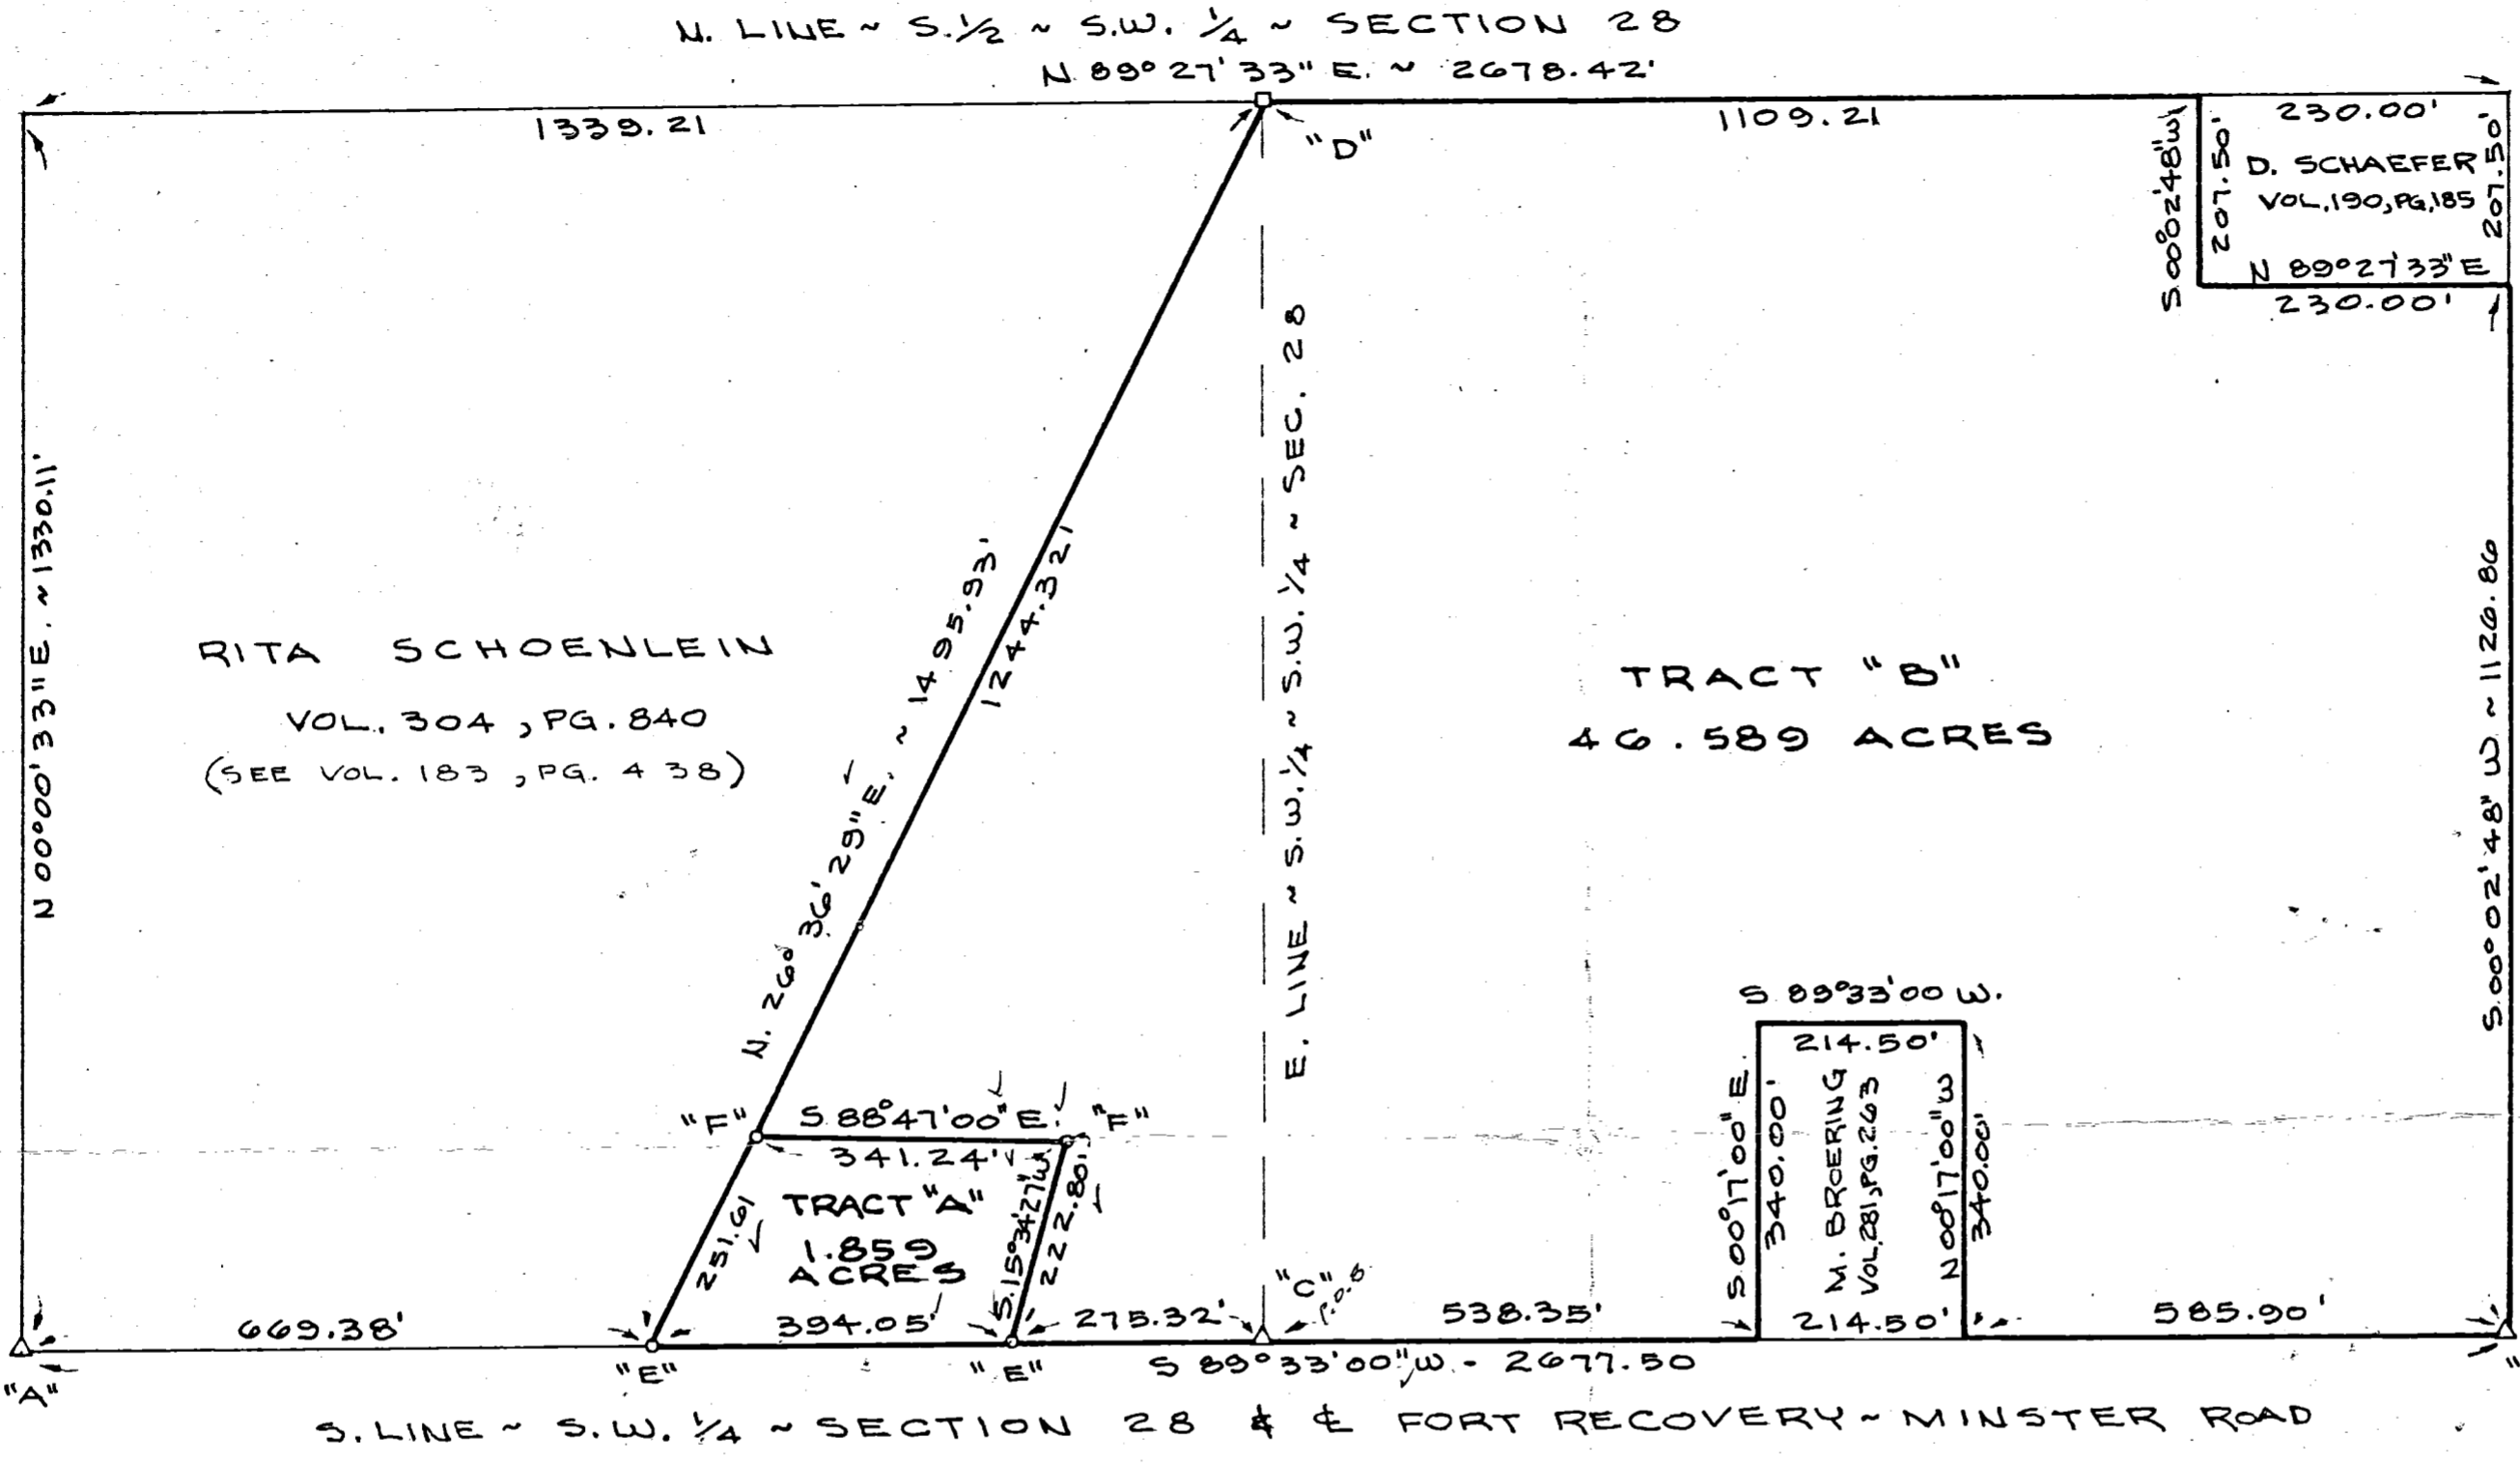 N. LINE ~ S. 1/2 ~ S.W. 1/4 ~ SECTION 28
N 89° 27' 33" E. ~ 2678.42'
1339.21
"D"
1109.21
S 00°02'48"W
207.50'
230.00'
D. SCHAEFER
VOL. 190, PG. 185
207.50'
N 89°27'33"E
230.00'
N 00°00'33"E. ~ 1330.11'
RITA SCHOENLEIN
VOL. 304, PG. 840
(SEE VOL. 183, PG. 438)
N. 26° 36' 29"E. ~ 1495.93'
1244.321
E. LINE ~ S.W. 1/4 ~ S.W. 1/4 ~ SEC. 28
TRACT "B"
46.589 ACRES
S.00°02'48" W. ~ 1126.86
"F"
S 88°47'00"E.
"F"
341.24'
TRACT "A"
1.859
ACRES
251.61
S.15°34'27"W
222.80'
S 89°33'00 W.
214.50'
S 00°17'00" E.
340.00'
M. BROERING
VOL. 281, PG. 263
N 00°17'00"W
340.00'
214.50'
"C" P.O.B
669.38'
394.05'
275.32'
538.35'
585.90'
"A"
"E"
"E"
S 89°33'00"W. - 2677.50
S. LINE ~ S.W. 1/4 ~ SECTION 28 & ℄ FORT RECOVERY ~ MINSTER ROAD